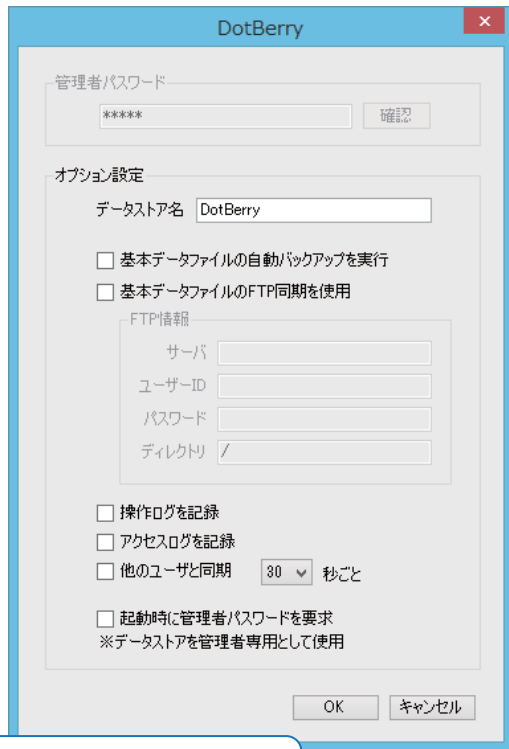 DotBerry
管理者パスワード
***** 確認
オプション設定
データストア名 DotBerry
基本データファイルの自動バックアップを実行
基本データファイルのFTP同期を使用
FTP情報
サーバ
ユーザーID
パスワード
ディレクトリ /
操作ログを記録
アクセスログを記録
他のユーザと同期 30 秒ごと
起動時に管理者パスワードを要求
※データストアを管理者専用として使用
OK キャンセル